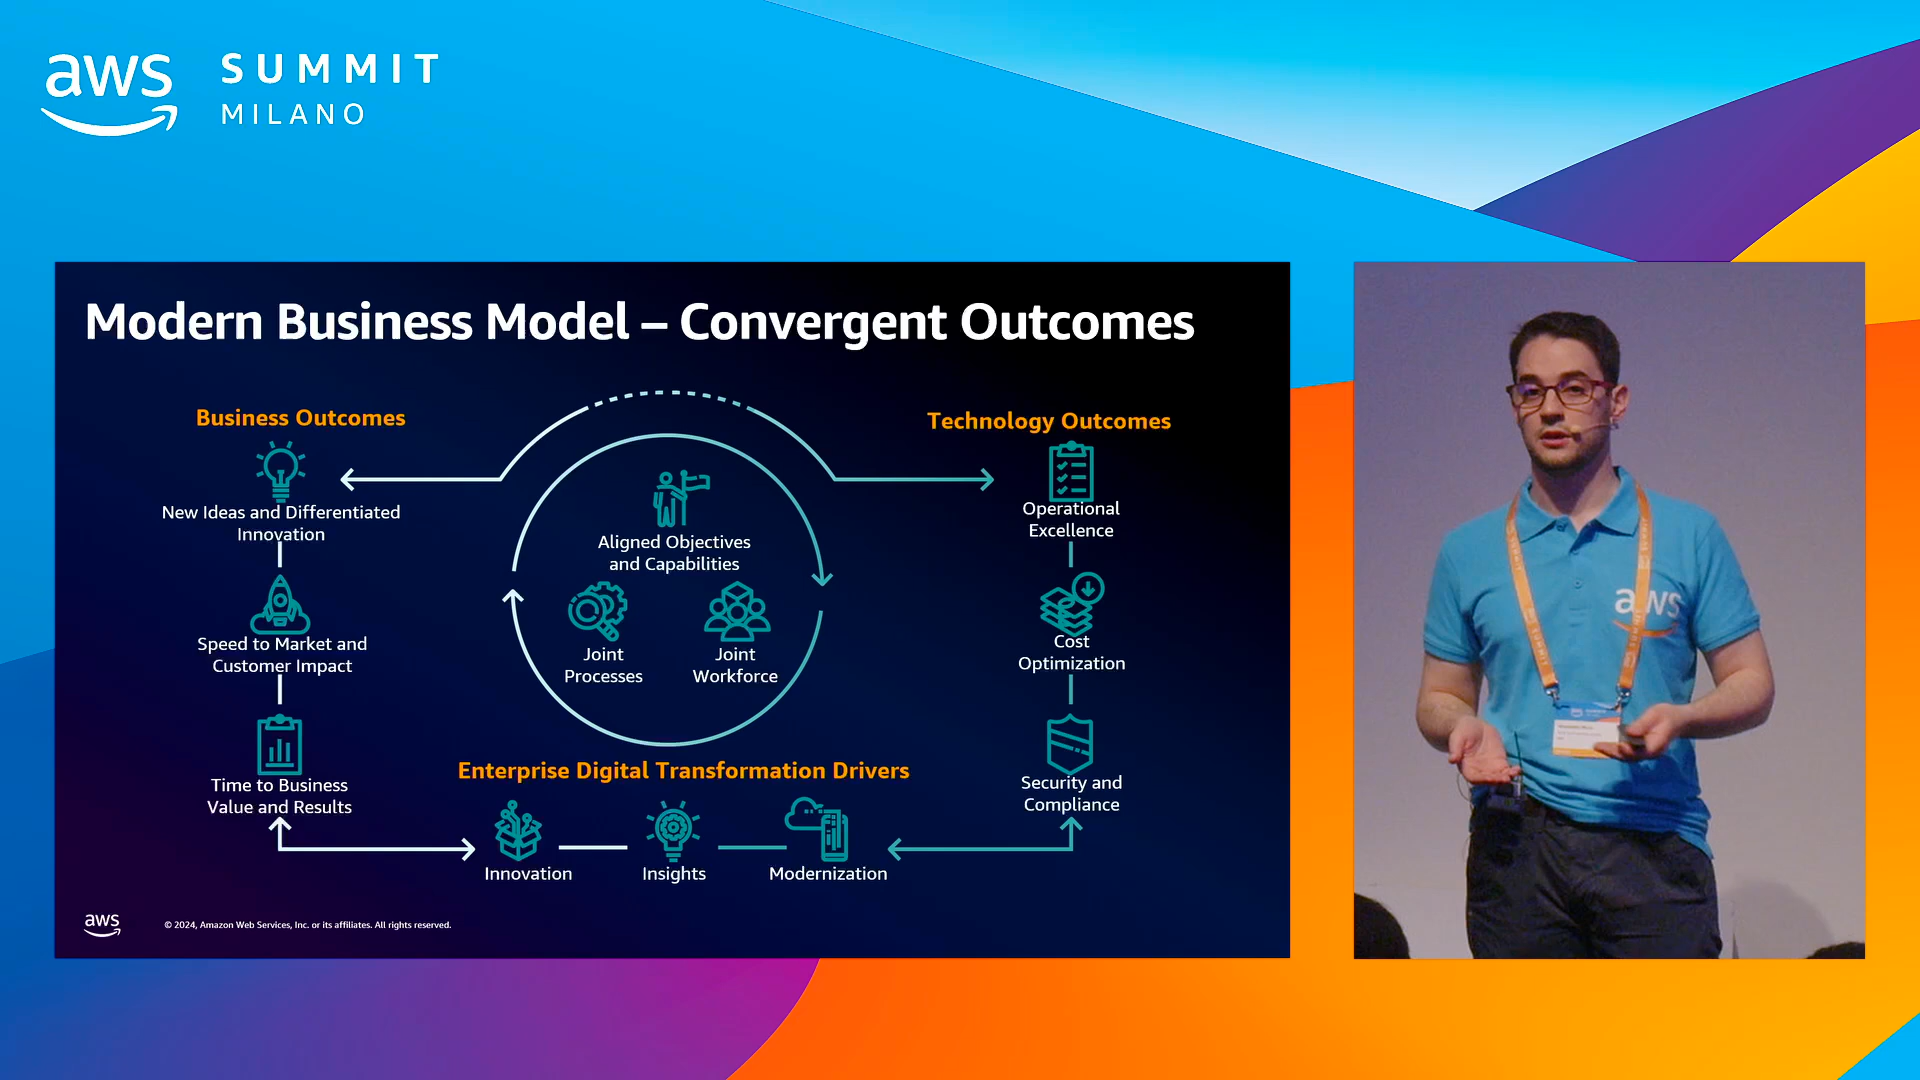 aws
SUMMIT
MILANO
Modern Business Model – Convergent Outcomes
Business Outcomes
New Ideas and Differentiated
Innovation
Speed to Market and
Customer Impact
Time to Business
Value and Results
Aligned Objectives
and Capabilities
Joint
Processes
Joint
Workforce
Technology Outcomes
Operational
Excellence
Cost
Optimization
Security and
Compliance
Enterprise Digital Transformation Drivers
Innovation
Insights
Modernization
aws
© 2024, Amazon Web Services, Inc. or its affiliates. All rights reserved.
aws
SUMMIT
SUMMIT